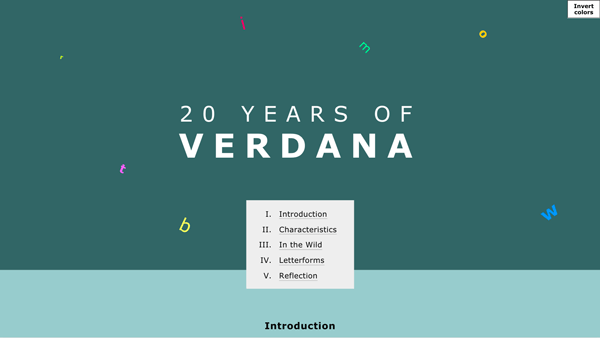 Invert
colors
r
l
m
o
20 YEARS OF
VERDANA
t
b
w
I. Introduction
II. Characteristics
III. In the Wild
IV. Letterforms
V. Reflection
Introduction